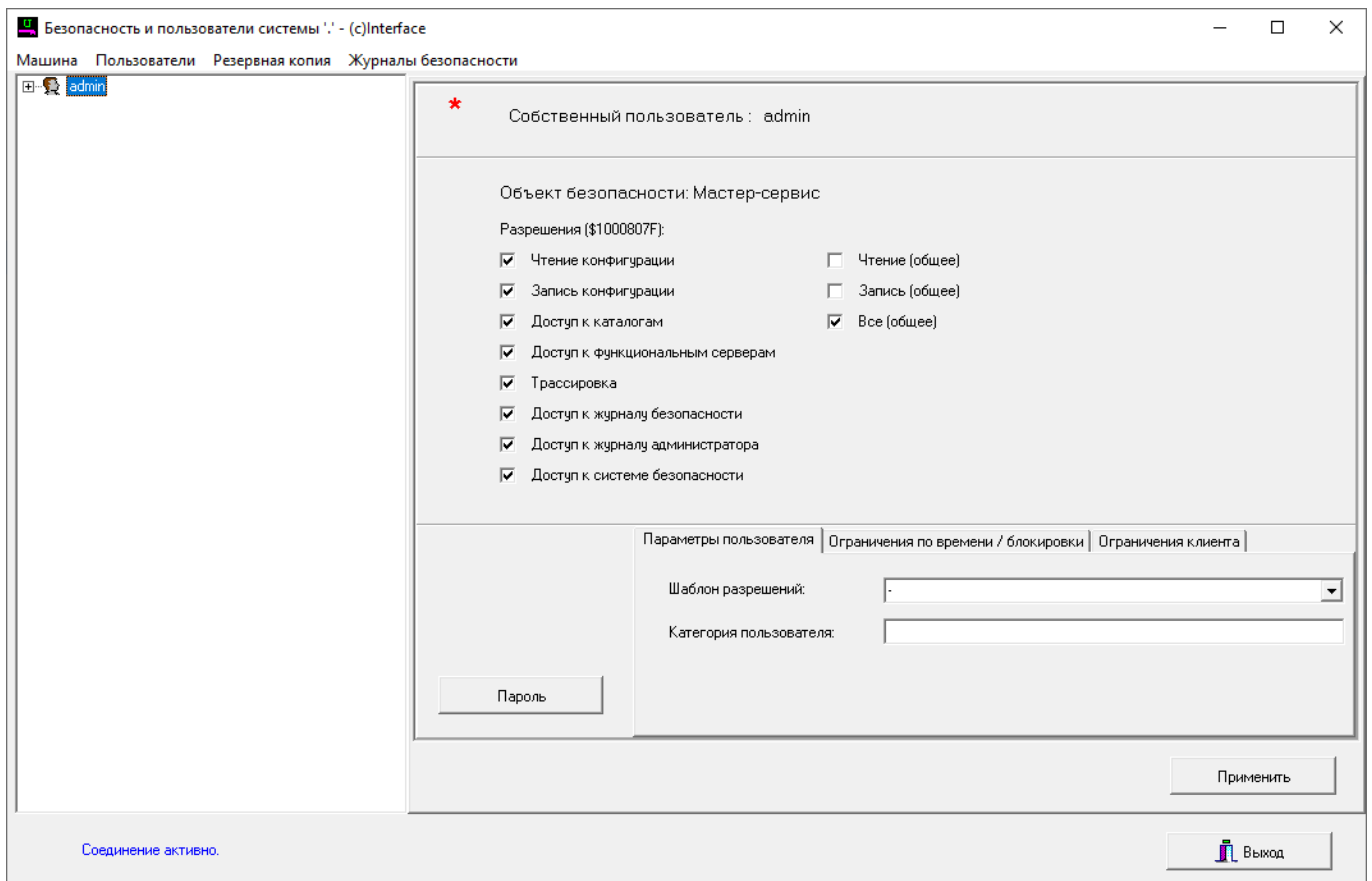 Безопасность и пользователи системы '.' - (c)Interface
Машина Пользователи Резервная копия Журналы безопасности
admin
* Собственный пользователь : admin
Объект безопасности: Мастер-сервис
Разрешения ($1000807F):
Чтение конфигурации Чтение (общее)
Запись конфигурации Запись (общее)
Доступ к каталогам Все (общее)
Доступ к функциональным серверам
Трассировка
Доступ к журналу безопасности
Доступ к журналу администратора
Доступ к системе безопасности
Параметры пользователя Ограничения по времени / блокировки Ограничения клиента
Шаблон разрешений: -
Категория пользователя:
Пароль
Применить
Соединение активно.
Выход